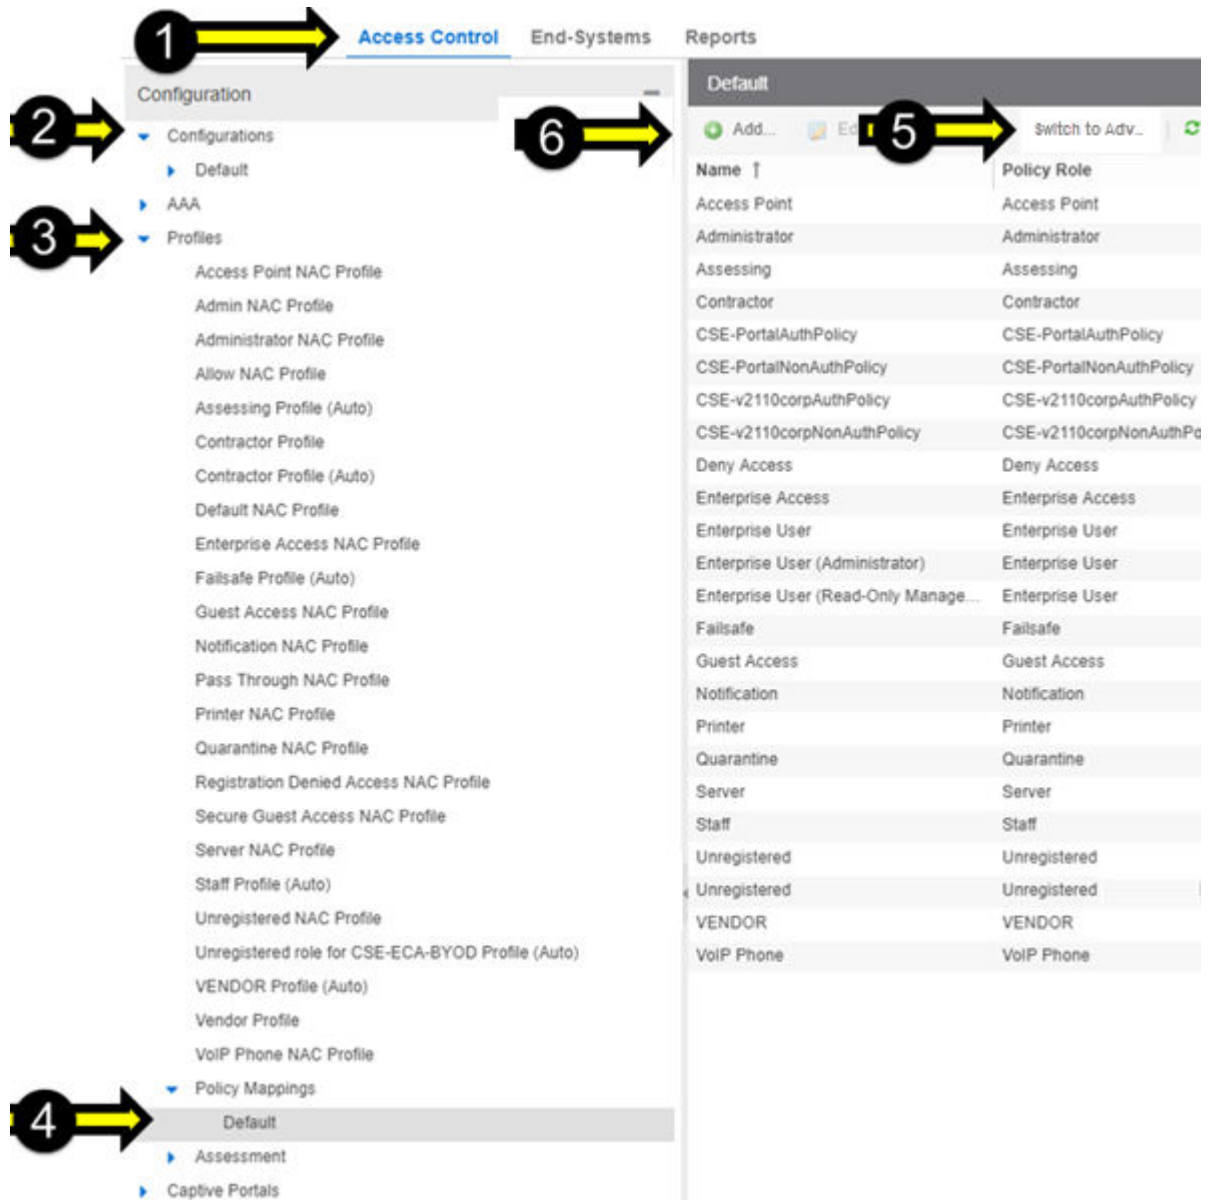 1
Access Control End-Systems Reports
Configuration
2
Configurations
Default
AAA
3
Profiles
Access Point NAC Profile
Admin NAC Profile
Administrator NAC Profile
Allow NAC Profile
Assessing Profile (Auto)
Contractor Profile
Contractor Profile (Auto)
Default NAC Profile
Enterprise Access NAC Profile
Failsafe Profile (Auto)
Guest Access NAC Profile
Notification NAC Profile
Pass Through NAC Profile
Printer NAC Profile
Quarantine NAC Profile
Registration Denied Access NAC Profile
Secure Guest Access NAC Profile
Server NAC Profile
Staff Profile (Auto)
Unregistered NAC Profile
Unregistered role for CSE-ECA-BYOD Profile (Auto)
VENDOR Profile (Auto)
Vendor Profile
VoIP Phone NAC Profile
Policy Mappings
4
Default
Assessment
Captive Portals
Default
6
Add... Ed 5 Switch to Adv...
Name Policy Role
Access Point Access Point
Administrator Administrator
Assessing Assessing
Contractor Contractor
CSE-PortalAuthPolicy CSE-PortalAuthPolicy
CSE-PortalNonAuthPolicy CSE-PortalNonAuthPolicy
CSE-v2110corpAuthPolicy CSE-v2110corpAuthPolicy
CSE-v2110corpNonAuthPolicy CSE-v2110corpNonAuthPo
Deny Access Deny Access
Enterprise Access Enterprise Access
Enterprise User Enterprise User
Enterprise User (Administrator) Enterprise User
Enterprise User (Read-Only Manage... Enterprise User
Failsafe Failsafe
Guest Access Guest Access
Notification Notification
Printer Printer
Quarantine Quarantine
Server Server
Staff Staff
Unregistered Unregistered
Unregistered Unregistered
VENDOR VENDOR
VoIP Phone VoIP Phone